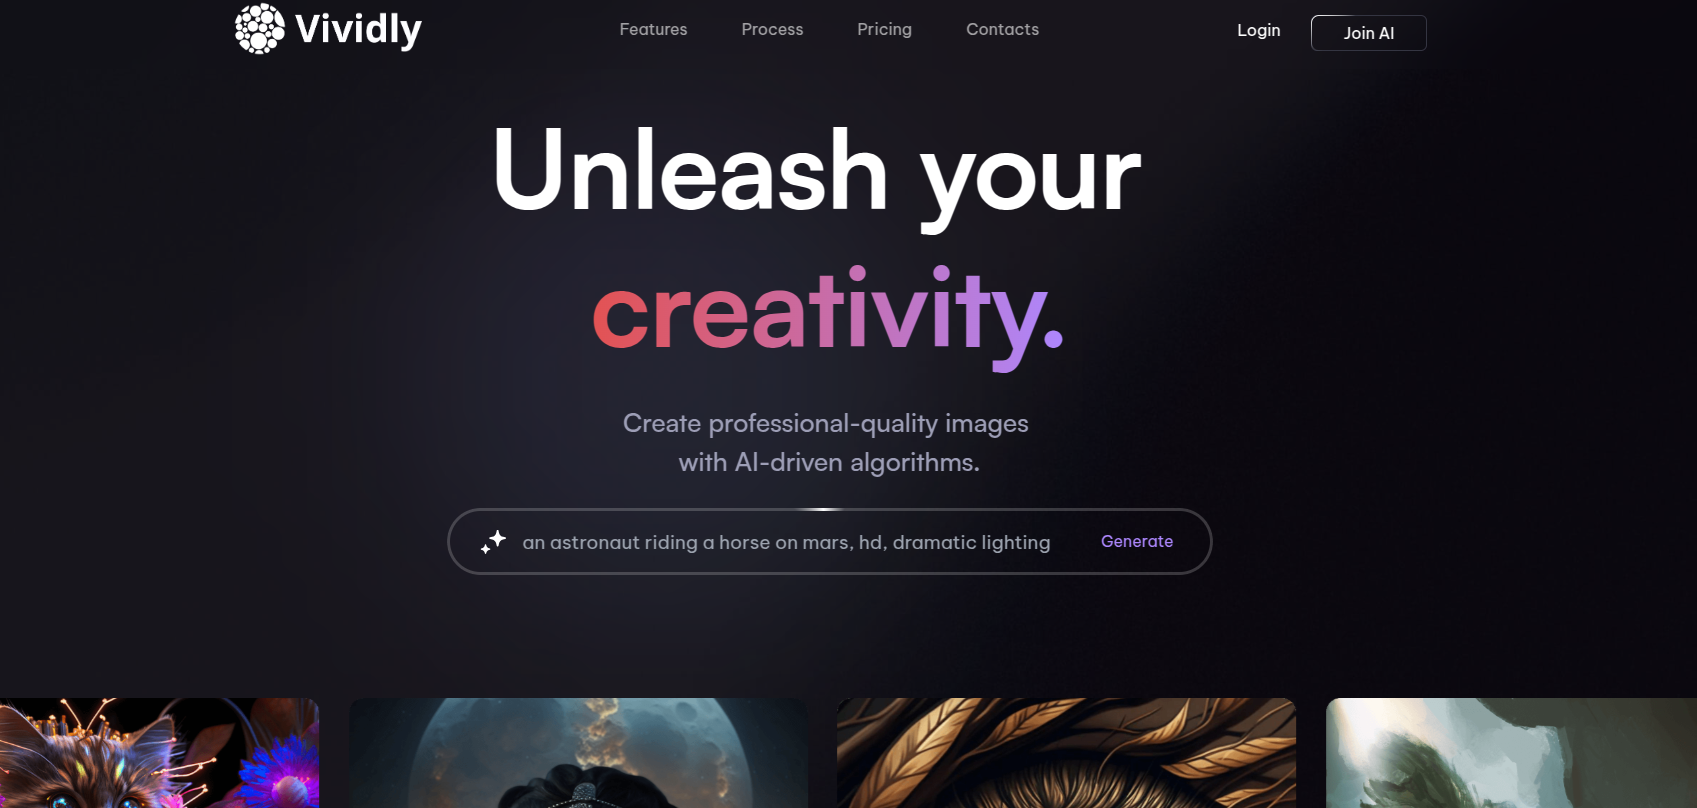 Vividly
Features
Process
Pricing
Contacts
Login
Join AI
Unleash your
creativity.
Create professional-quality images
with AI-driven algorithms.
an astronaut riding a horse on mars, hd, dramatic lighting
Generate